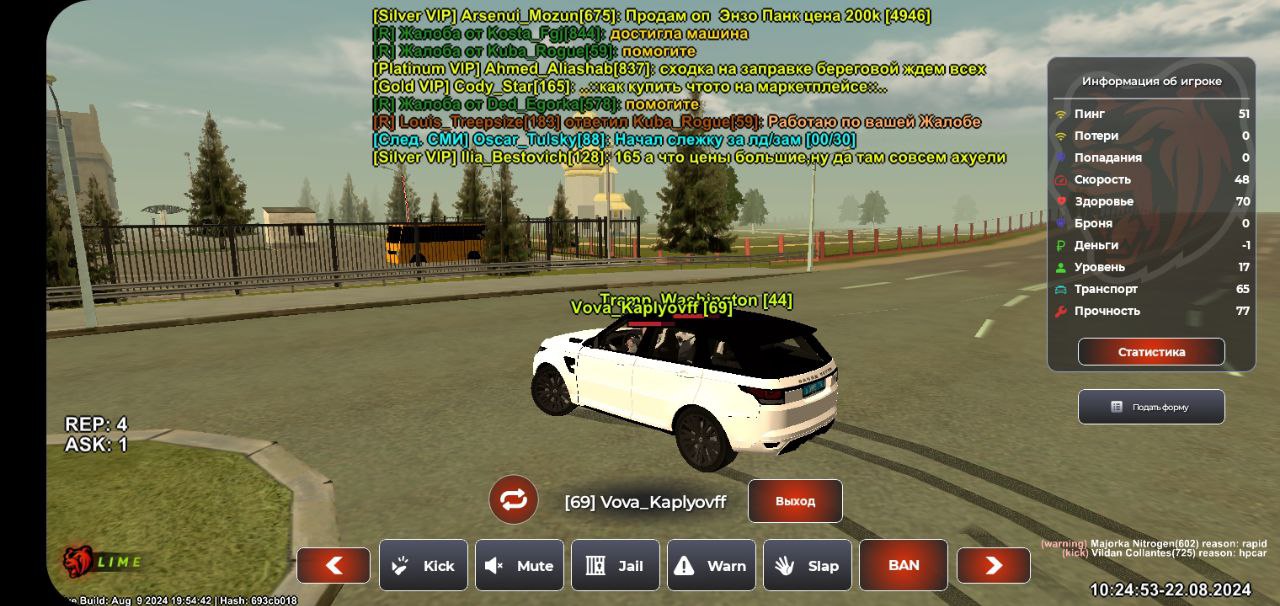 [Silver VIP] Arsenui_Mozun[675]: Продам оп Энзо Панк цена 200k [4946]
[R] Жалоба от Kosta_Fgj[844]: достигла машина
[R] Жалоба от Kuba_Rogue[59]: помогите
[Platinum VIP] Ahmed_Aliashab[837]: сходка на заправке береговой ждем всех
[Gold VIP] Cody_Star[165]: ..::как купить чтото на маркетплейсе::..
[R] Жалоба от Ded_Egorka[578]: помогите
[R] Louis_Treepsize[183] ответил Kuba_Rogue[59]: Работаю по вашей Жалобе
[След. СМИ] Oscar_Tulsky[88]: Начал слежку за лд/зам [00/30]
[Silver VIP] Ilia_Bestovich[128]: 165 а что цены большие,ну да там совсем ахуели
Информация об игроке
Пинг 51
Потери 0
Попадания 0
Скорость 48
Здоровье 70
Броня 0
Деньги -1
Уровень 17
Транспорт 65
Прочность 77
Статистика
Подать форму
Tramp_Washington [44]
Vova_Kaplyovff [69]
REP: 4
ASK: 1
[69] Vova_Kaplyovff
Выход
Kick
Mute
Jail
Warn
Slap
BAN
(warning) Majorka Nitrogen(602) reason: rapid
(kick) Vildan Collantes(725) reason: hpcar
LIME
10:24:53-22.08.2024
Build: Aug 9 2024 19:54:42 | Hash: 693cb018